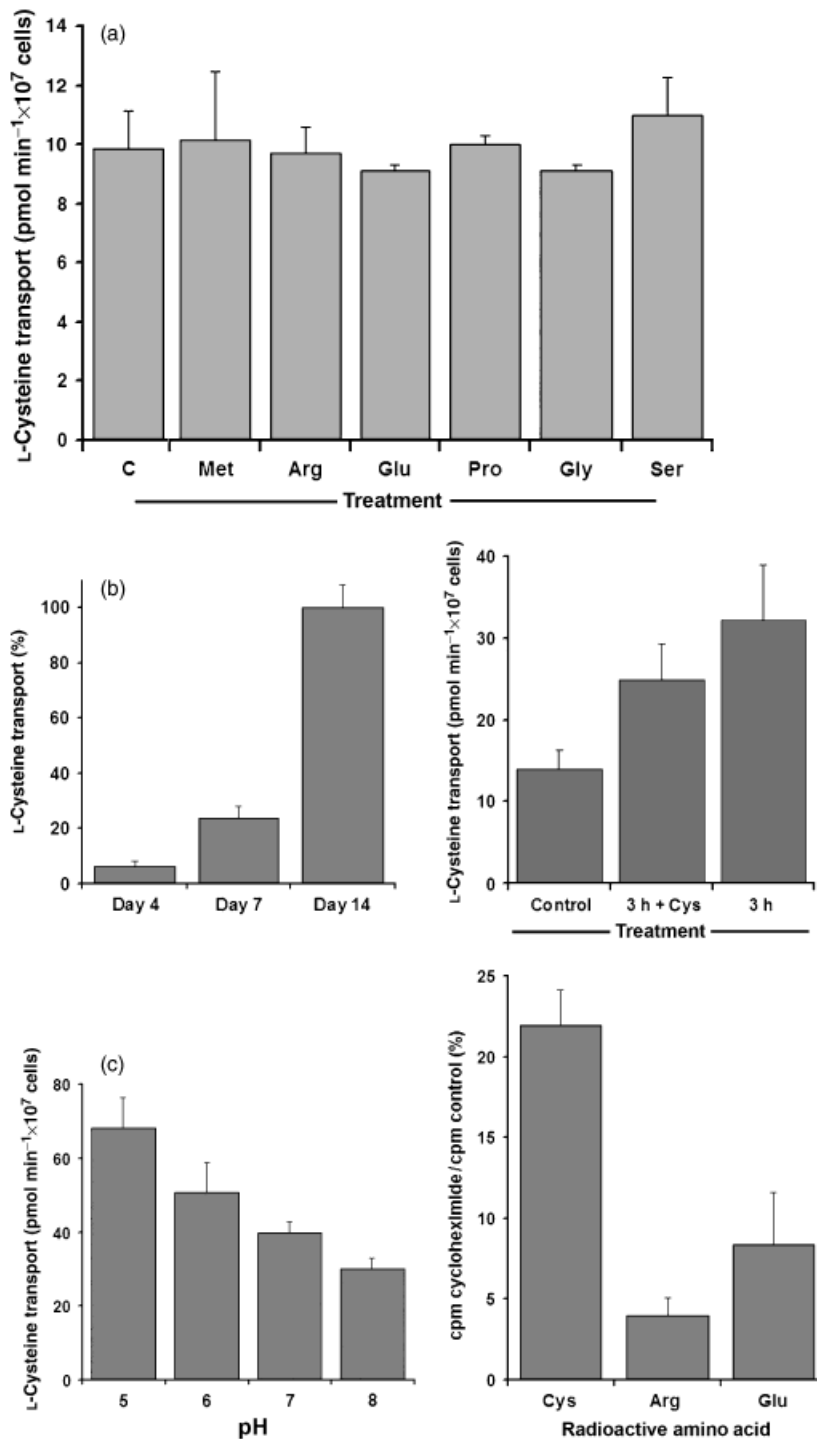 (a)
L-Cysteine transport (pmol min⁻¹×10⁷ cells)
14
12
10
8
6
4
2
0
C Met Arg Glu Pro Gly Ser
Treatment
(b)
L-Cysteine transport (%)
100
80
60
40
20
0
Day 4 Day 7 Day 14
L-Cysteine transport (pmol min⁻¹×10⁷ cells)
40
30
20
10
0
Control 3 h + Cys 3 h
Treatment
(c)
L-Cysteine transport (pmol min⁻¹×10⁷ cells)
80
60
40
20
0
5 6 7 8
pH
cpm cycloheximide/cpm control (%)
25
20
15
10
5
0
Cys Arg Glu
Radioactive amino acid